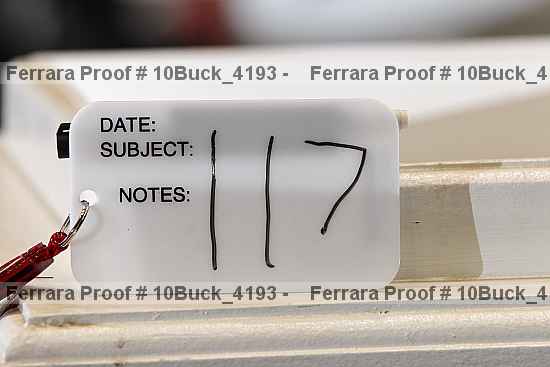 Ferrara Proof # 10Buck_4193 - Ferrara Proof # 10Buck_4
DATE:
SUBJECT:
NOTES:
117
Ferrara Proof # 10Buck_4193 - Ferrara Proof # 10Buck_4